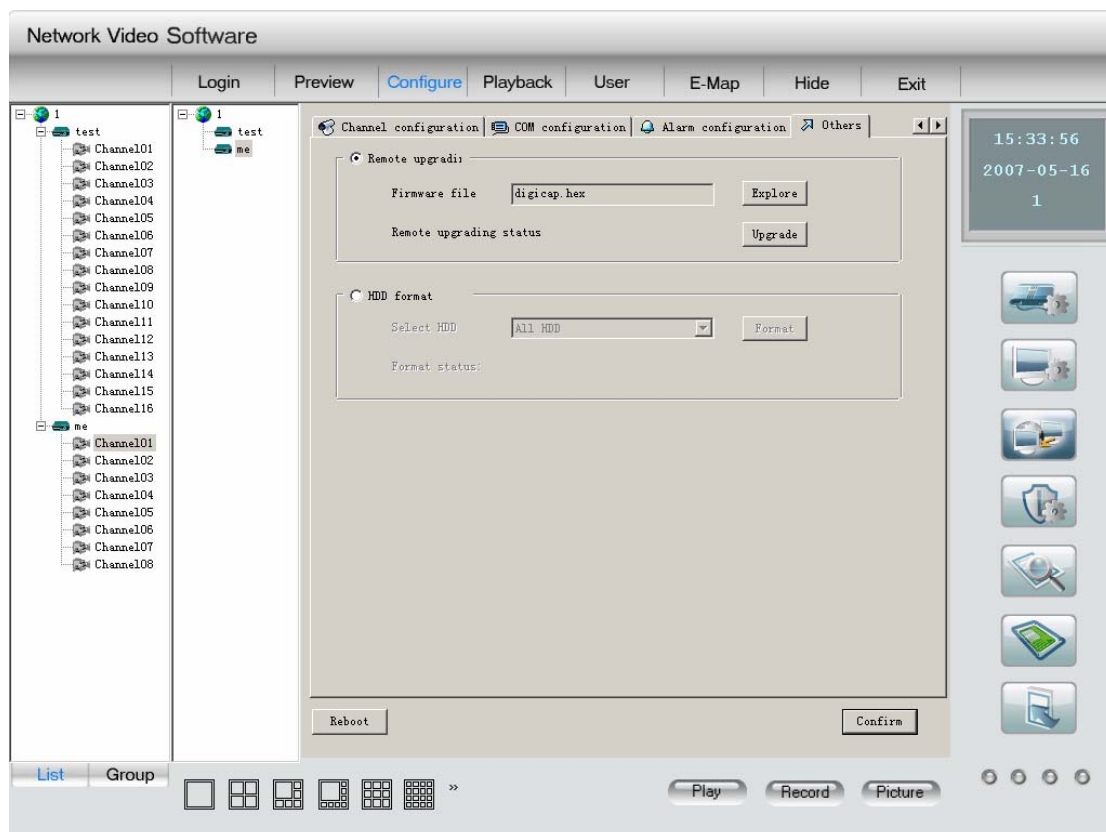 Network Video Software
Login Preview Configure Playback User E-Map Hide Exit
1
test
Channel01
Channel02
Channel03
Channel04
Channel05
Channel06
Channel07
Channel08
Channel09
Channel10
Channel11
Channel12
Channel13
Channel14
Channel15
Channel16
me
Channel01
Channel02
Channel03
Channel04
Channel05
Channel06
Channel07
Channel08
List Group
1
test
me
Channel configuration COM configuration Alarm configuration Others
Remote upgradi
Firmware file digicap.hex Explore
Remote upgrading status Upgrade
HDD format
Select HDD All HDD Format
Format status:
Reboot Confirm
15:33:56
2007-05-16
1
» Play Record Picture